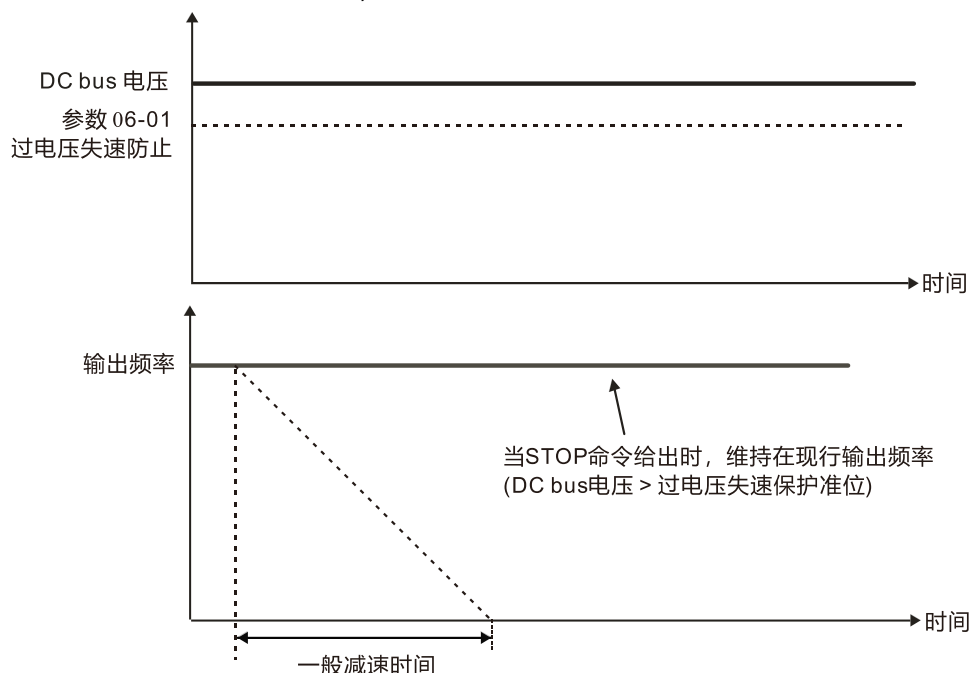 DC bus 电压
参数 06-01
过电压失速防止
时间
输出频率
当STOP命令给出时，维持在现行输出频率
(DC bus电压 > 过电压失速保护准位)
时间
一般减速时间